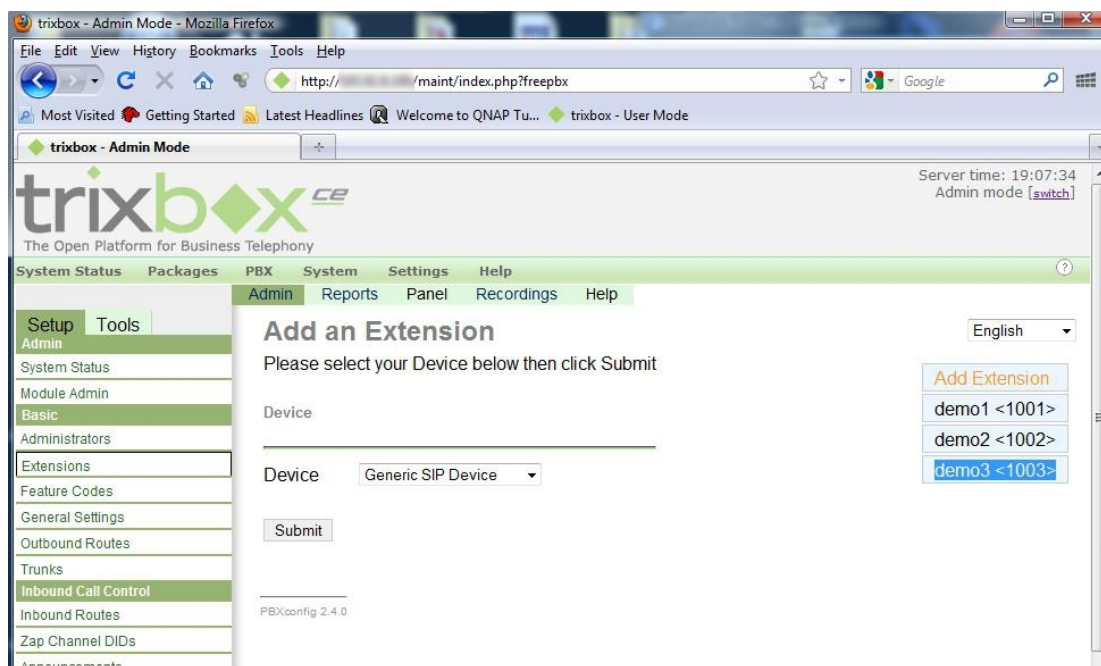 trixbox - Admin Mode - Mozilla Firefox
File Edit View History Bookmarks Tools Help
http:// /maint/index.php?freepbx
Google
Most Visited Getting Started Latest Headlines Welcome to QNAP Tu... trixbox - User Mode
trixbox - Admin Mode
trixbox ce
The Open Platform for Business Telephony
Server time: 19:07:34
Admin mode [switch]
System Status Packages PBX System Settings Help ?
Admin Reports Panel Recordings Help
Setup Tools
Admin
System Status
Module Admin
Basic
Administrators
Extensions
Feature Codes
General Settings
Outbound Routes
Trunks
Inbound Call Control
Inbound Routes
Zap Channel DIDs
Announcements
Add an Extension
Please select your Device below then click Submit
Device
Device Generic SIP Device
Submit
PBXconfig 2.4.0
English
Add Extension
demo1 <1001>
demo2 <1002>
demo3 <1003>